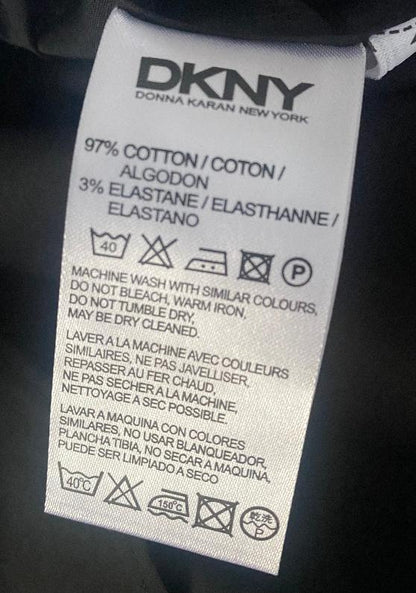 DKNY
DONNA KARAN NEW YORK
97% COTTON / COTON /
ALGODON
3% ELASTANE / ELASTHANNE /
ELASTANO
40 P
MACHINE WASH WITH SIMILAR COLOURS,
DO NOT BLEACH, WARM IRON,
DO NOT TUMBLE DRY,
MAY BE DRY CLEANED.
LAVER A LA MACHINE AVEC COULEURS
SIMILAIRES, NE PAS JAVELLISER,
REPASSER AU FER CHAUD,
NE PAS SECHER A LA MACHINE,
NETTOYAGE A SEC POSSIBLE.
LAVAR A MAQUINA CON COLORES
SIMILARES, NO USAR BLANQUEADOR,
PLANCHA TIBIA, NO SECAR A MAQUINA,
PUEDE SER LIMPIADO A SECO
40°C 150°C 乾洗 P